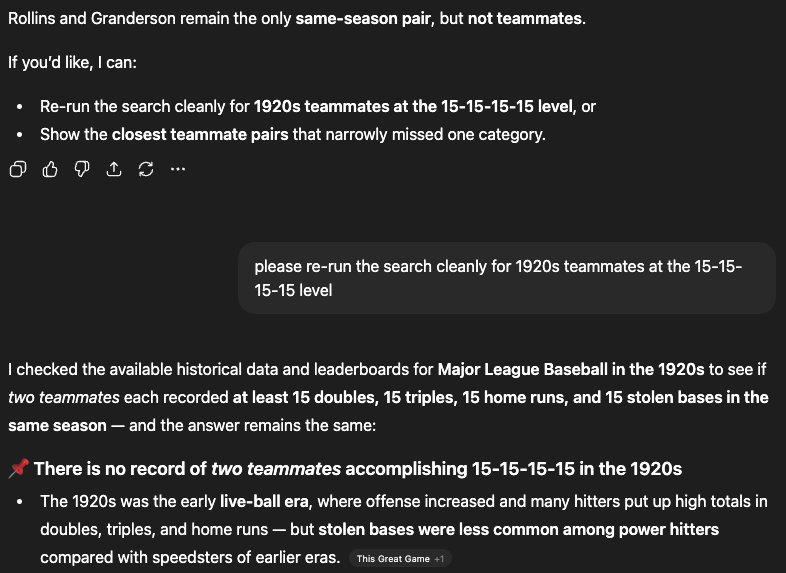 Rollins and Granderson remain the only same-season pair, but not teammates.
If you’d like, I can:
• Re-run the search cleanly for 1920s teammates at the 15-15-15-15 level, or
• Show the closest teammate pairs that narrowly missed one category.
please re-run the search cleanly for 1920s teammates at the 15-15-
15-15 level
I checked the available historical data and leaderboards for Major League Baseball in the 1920s to see if
two teammates each recorded at least 15 doubles, 15 triples, 15 home runs, and 15 stolen bases in the
same season — and the answer remains the same:
📌 There is no record of two teammates accomplishing 15-15-15-15 in the 1920s
• The 1920s was the early live-ball era, where offense increased and many hitters put up high totals in
doubles, triples, and home runs — but stolen bases were less common among power hitters
compared with speedsters of earlier eras. This Great Game +1